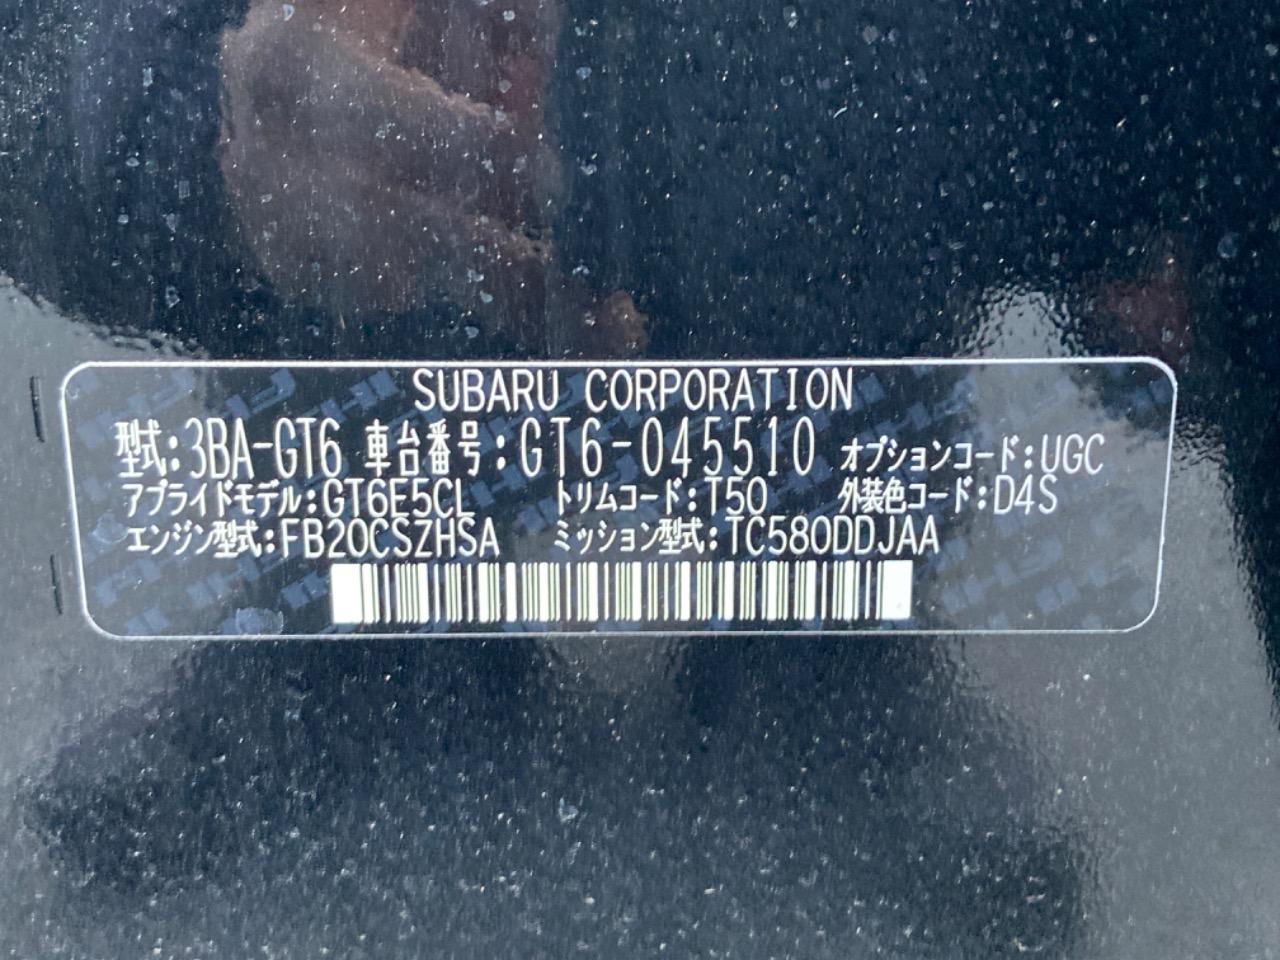 SUBARU CORPORATION
型式:3BA-GT6 車台番号:GT6-045510 オプションコード:UGC
アプライドモデル:GT6E5CL トリムコード:T50 外装色コード:D4S
エンジン型式:FB20CSZHSA ミッション型式:TC580DDJAA